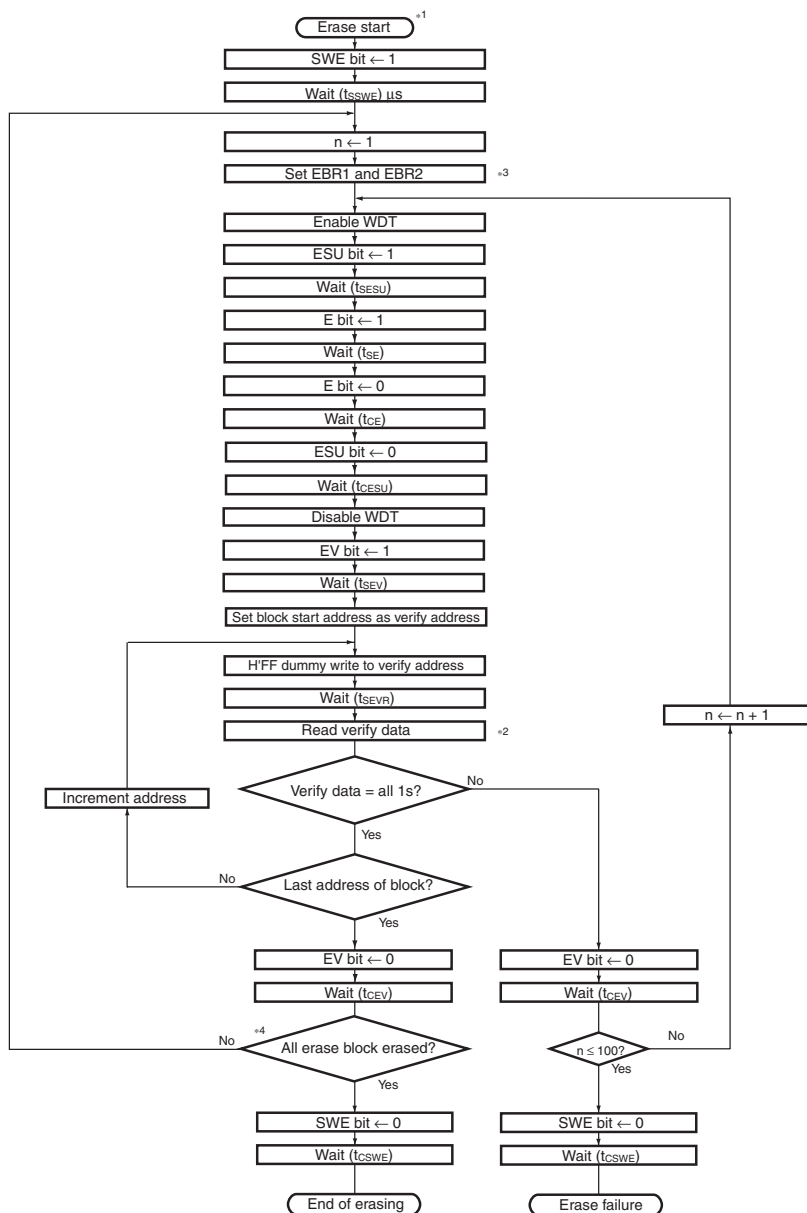 Erase start
*1
SWE bit ← 1
Wait (tSSWE) μs
n ← 1
Set EBR1 and EBR2
*3
Enable WDT
ESU bit ← 1
Wait (tSESU)
E bit ← 1
Wait (tSE)
E bit ← 0
Wait (tCE)
ESU bit ← 0
Wait (tCESU)
Disable WDT
EV bit ← 1
Wait (tSEV)
Set block start address as verify address
H'FF dummy write to verify address
Wait (tSEVR)
Read verify data
*2
n ← n + 1
Verify data = all 1s?
No
Increment address
Yes
Last address of block?
No
Yes
EV bit ← 0
EV bit ← 0
Wait (tCEV)
Wait (tCEV)
No
*4
All erase block erased?
n ≤ 100?
No
Yes
Yes
SWE bit ← 0
SWE bit ← 0
Wait (tCSWE)
Wait (tCSWE)
End of erasing
Erase failure